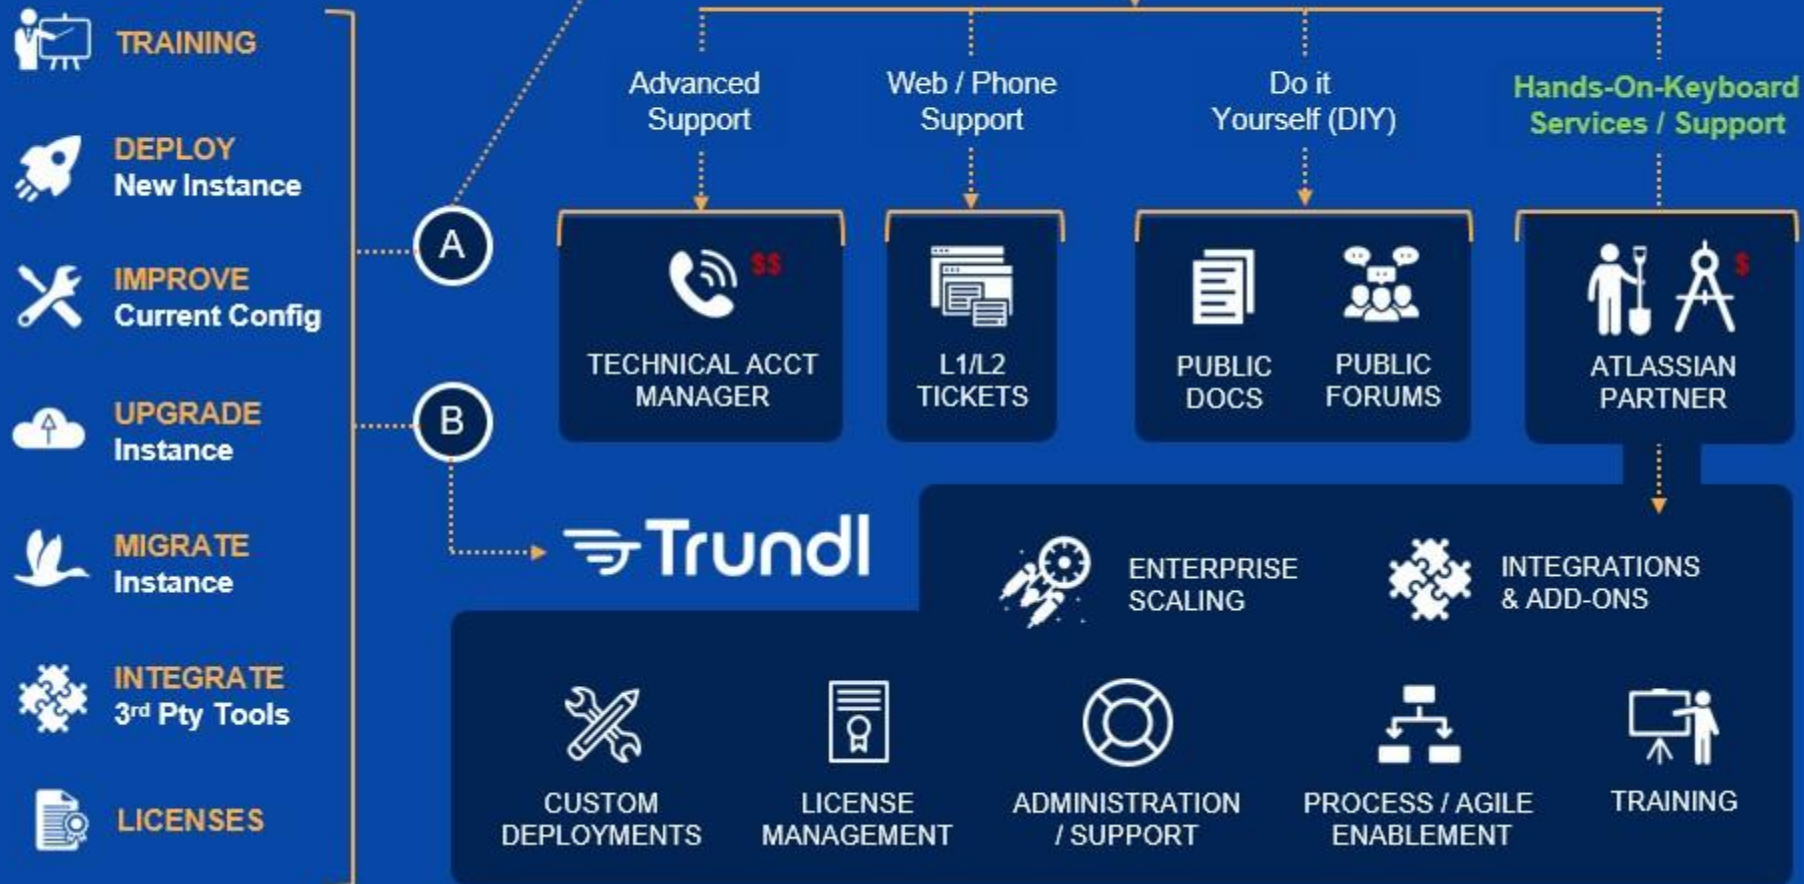 TRAINING
DEPLOY
New Instance
IMPROVE
Current Config
UPGRADE
Instance
MIGRATE
Instance
INTEGRATE
3rd Pty Tools
LICENSES
A
B
Advanced
Support
Web / Phone
Support
Do it
Yourself (DIY)
Hands-On-Keyboard
Services / Support
$$
TECHNICAL ACCT
MANAGER
L1/L2
TICKETS
PUBLIC
DOCS
PUBLIC
FORUMS
$
ATLASSIAN
PARTNER
Trundl
ENTERPRISE
SCALING
INTEGRATIONS
& ADD-ONS
CUSTOM
DEPLOYMENTS
LICENSE
MANAGEMENT
ADMINISTRATION
/ SUPPORT
PROCESS / AGILE
ENABLEMENT
TRAINING